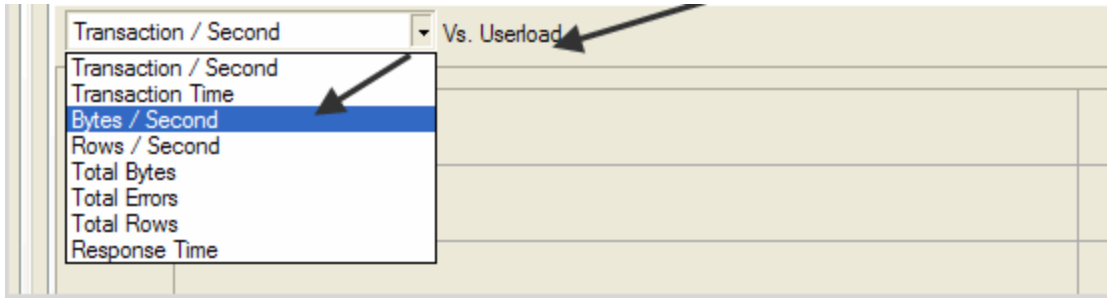 Transaction / Second Vs. Userload
Transaction / Second
Transaction Time
Bytes / Second
Rows / Second
Total Bytes
Total Errors
Total Rows
Response Time